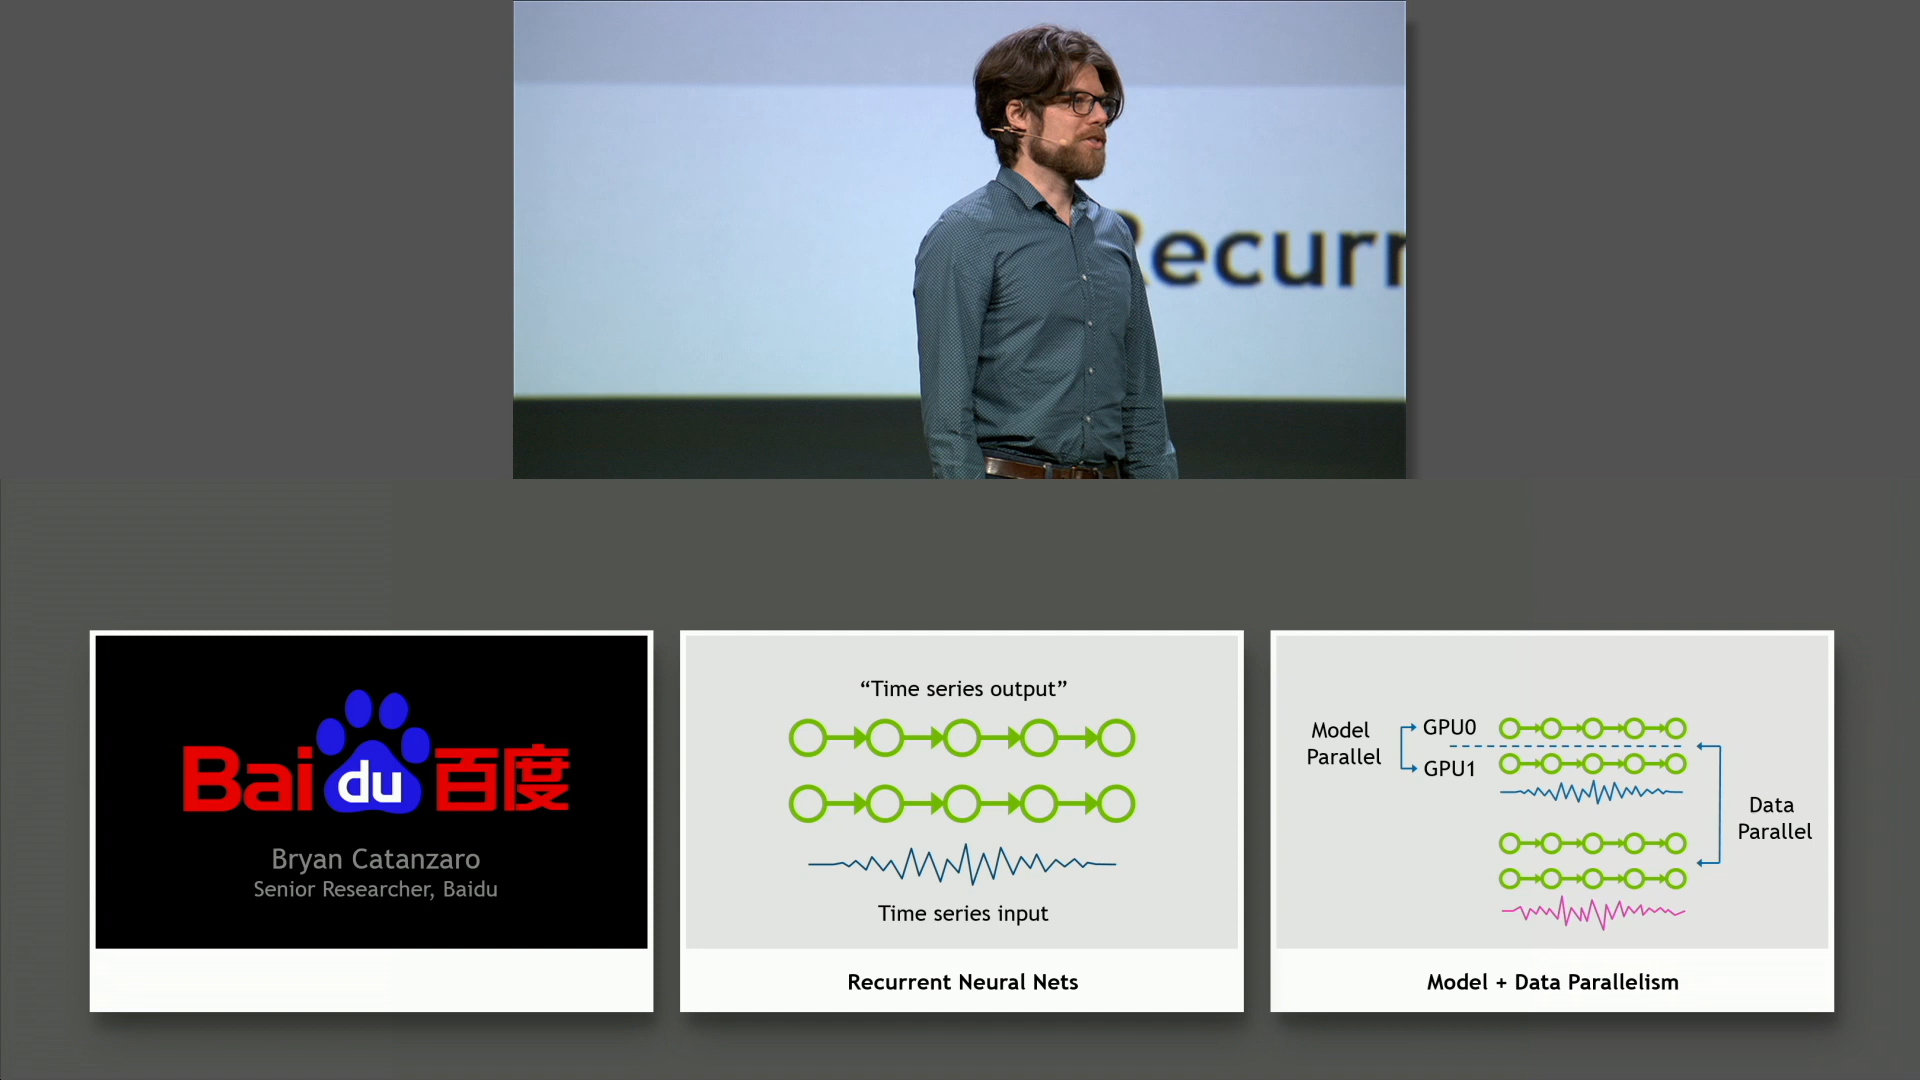 Recurr
Bai du 百度
Bryan Catanzaro
Senior Researcher, Baidu
“Time series output”
Time series input
Recurrent Neural Nets
Model
Parallel
GPU0
GPU1
Data
Parallel
Model + Data Parallelism